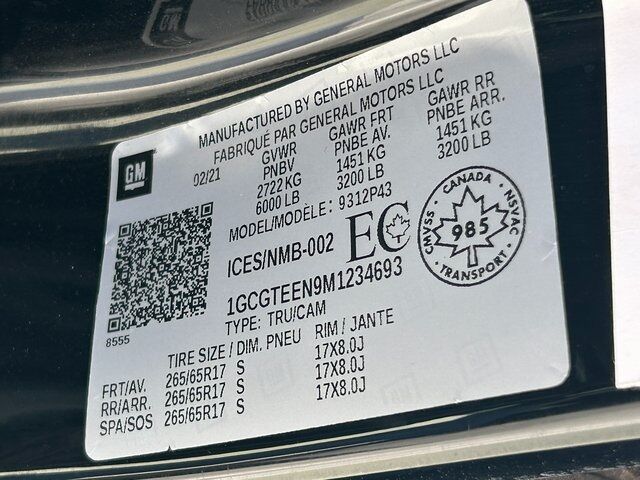 GM
MANUFACTURED BY GENERAL MOTORS LLC
FABRIQUÉ PAR GENERAL MOTORS LLC
02/21
GVWR GAWR FRT GAWR RR
PNBV PNBE AV. PNBE ARR.
2722 KG 1451 KG 1451 KG
6000 LB 3200 LB 3200 LB
MODEL/MODÈLE: 9312P43
ICES/NMB-002 EC
CANADA
CMVSS 985 NSVAC
TRANSPORT
1GCGTEEN9M1234693
TYPE: TRU/CAM
8555
TIRE SIZE / DIM. PNEU RIM / JANTE
FRT/AV. 265/65R17 S 17X8.0J
RR/ARR. 265/65R17 S 17X8.0J
SPA/SOS 265/65R17 S 17X8.0J